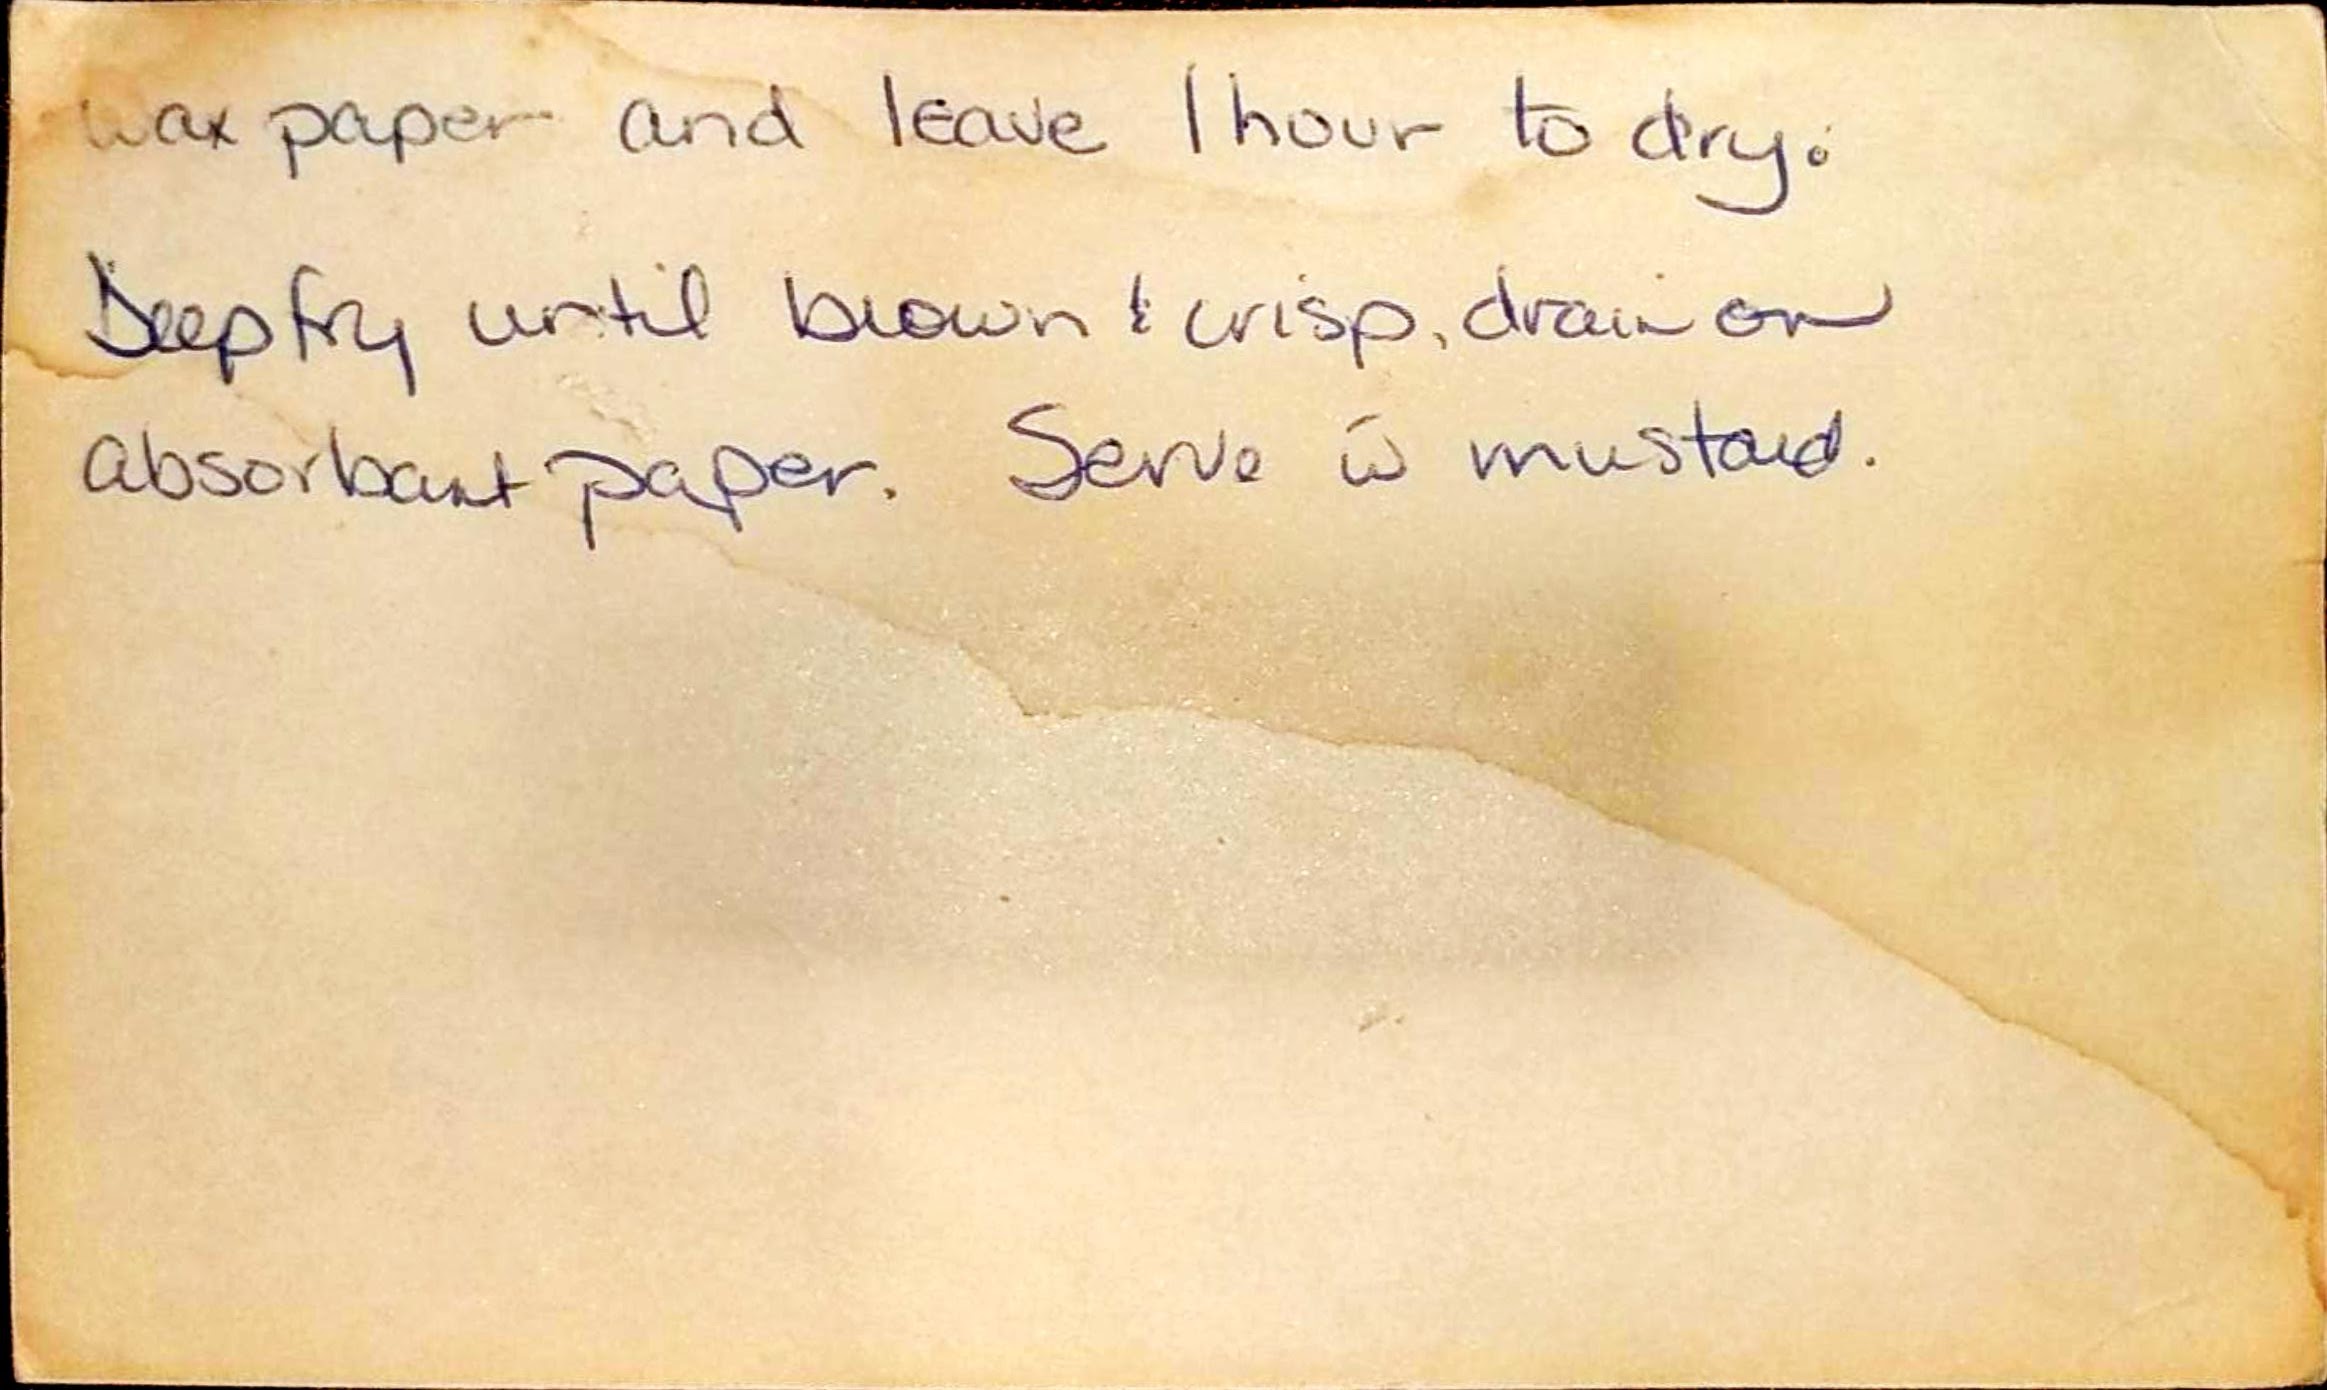 wax paper and leave 1 hour to dry.
Deep fry until brown & crisp, drain on
absorbant paper. Serve w̄ mustard.